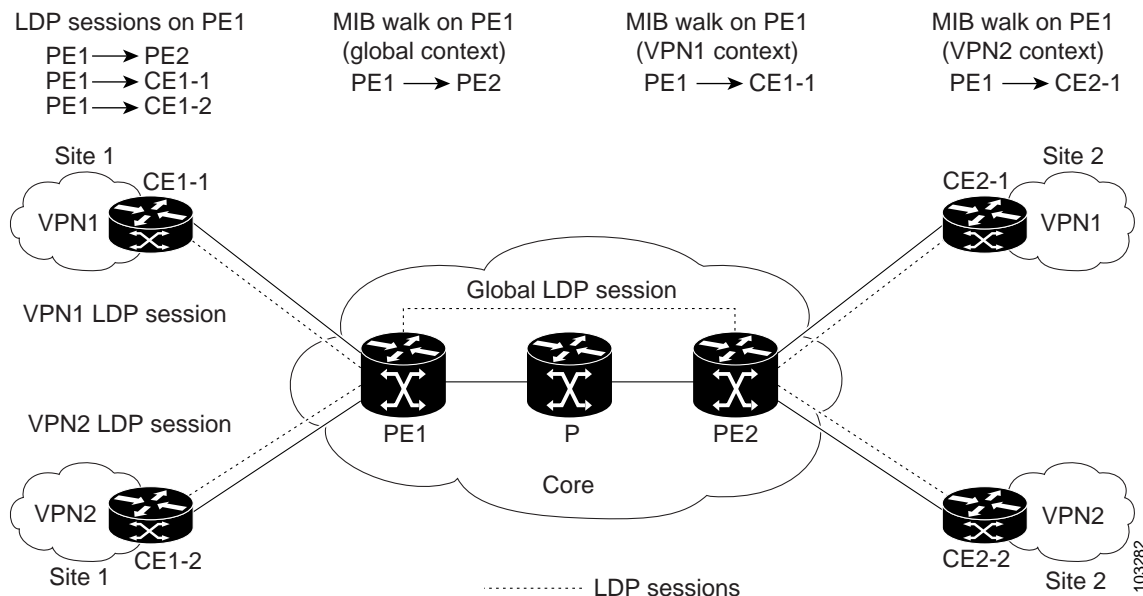 LDP sessions on PE1
PE1 → PE2
PE1 → CE1-1
PE1 → CE1-2
MIB walk on PE1
(global context)
PE1 → PE2
MIB walk on PE1
(VPN1 context)
PE1 → CE1-1
MIB walk on PE1
(VPN2 context)
PE1 → CE2-1
Site 1
CE1-1
VPN1
Site 2
CE2-1
VPN1
VPN1 LDP session
Global LDP session
VPN2 LDP session
PE1
P
PE2
Core
VPN2
CE1-2
Site 1
VPN2
CE2-2
Site 2
LDP sessions
103282